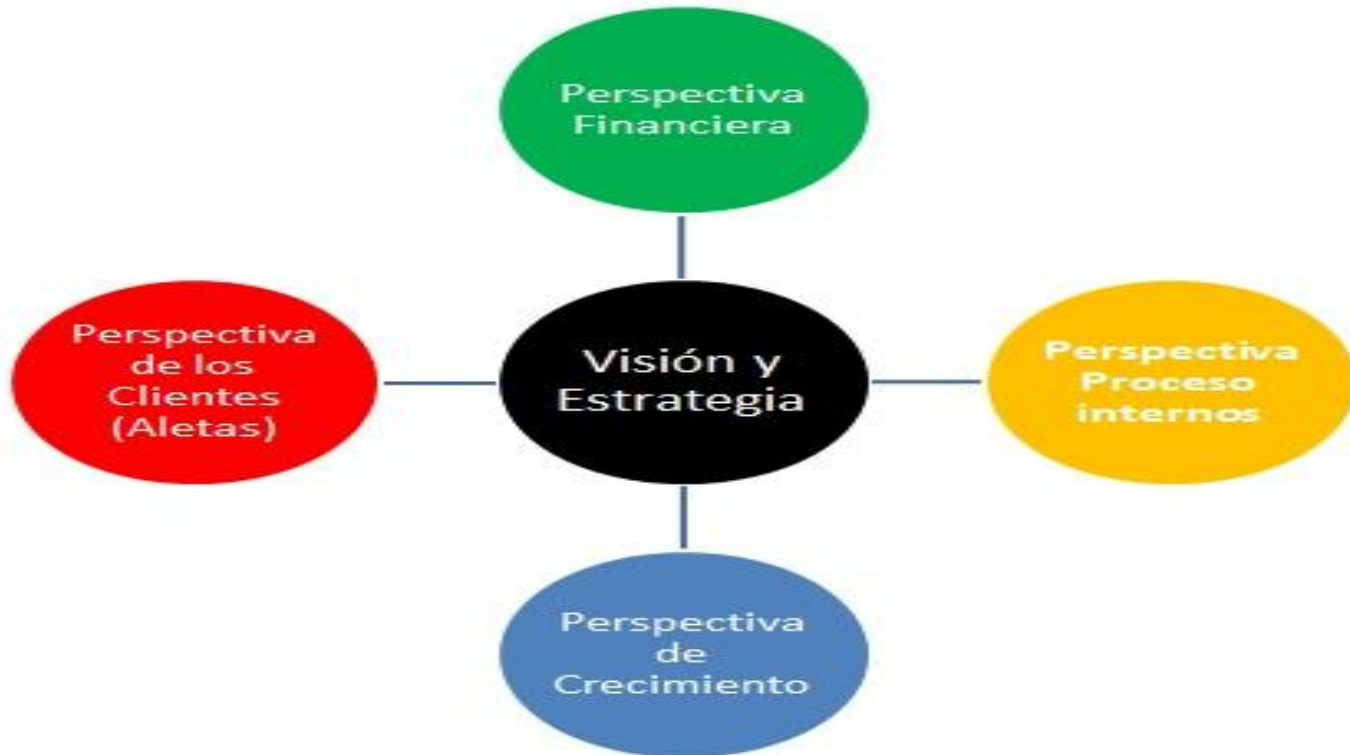 Perspectiva
Financiera
Perspectiva
de los
Clientes
(Aletas)
Visión y
Estrategia
Perspectiva
Proceso
internos
Perspectiva
de
Crecimiento